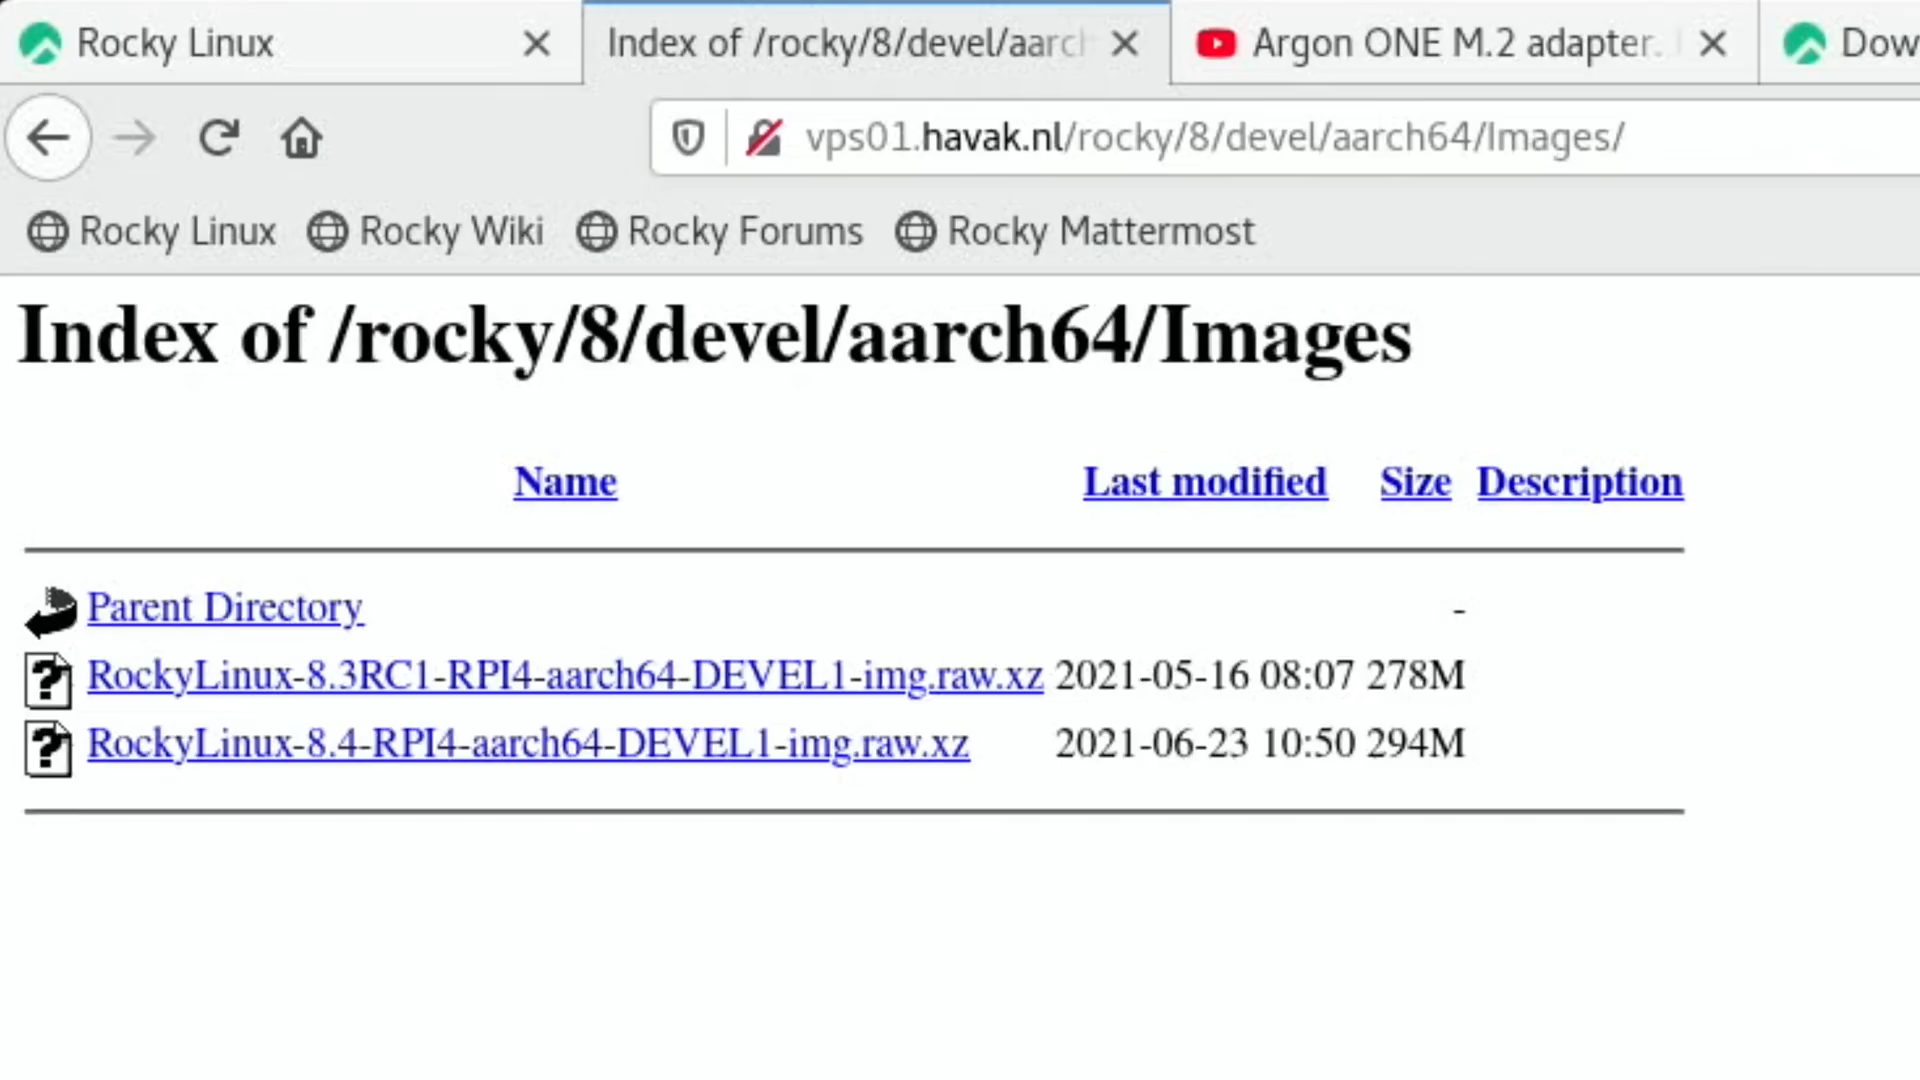 Rocky Linux
Index of /rocky/8/devel/aarch
Argon ONE M.2 adapter.
Dow
vps01.havak.nl/rocky/8/devel/aarch64/Images/
Rocky Linux Rocky Wiki Rocky Forums Rocky Mattermost
Index of /rocky/8/devel/aarch64/Images
Name Last modified Size Description
Parent Directory -
RockyLinux-8.3RC1-RPI4-aarch64-DEVEL1-img.raw.xz 2021-05-16 08:07 278M
RockyLinux-8.4-RPI4-aarch64-DEVEL1-img.raw.xz 2021-06-23 10:50 294M